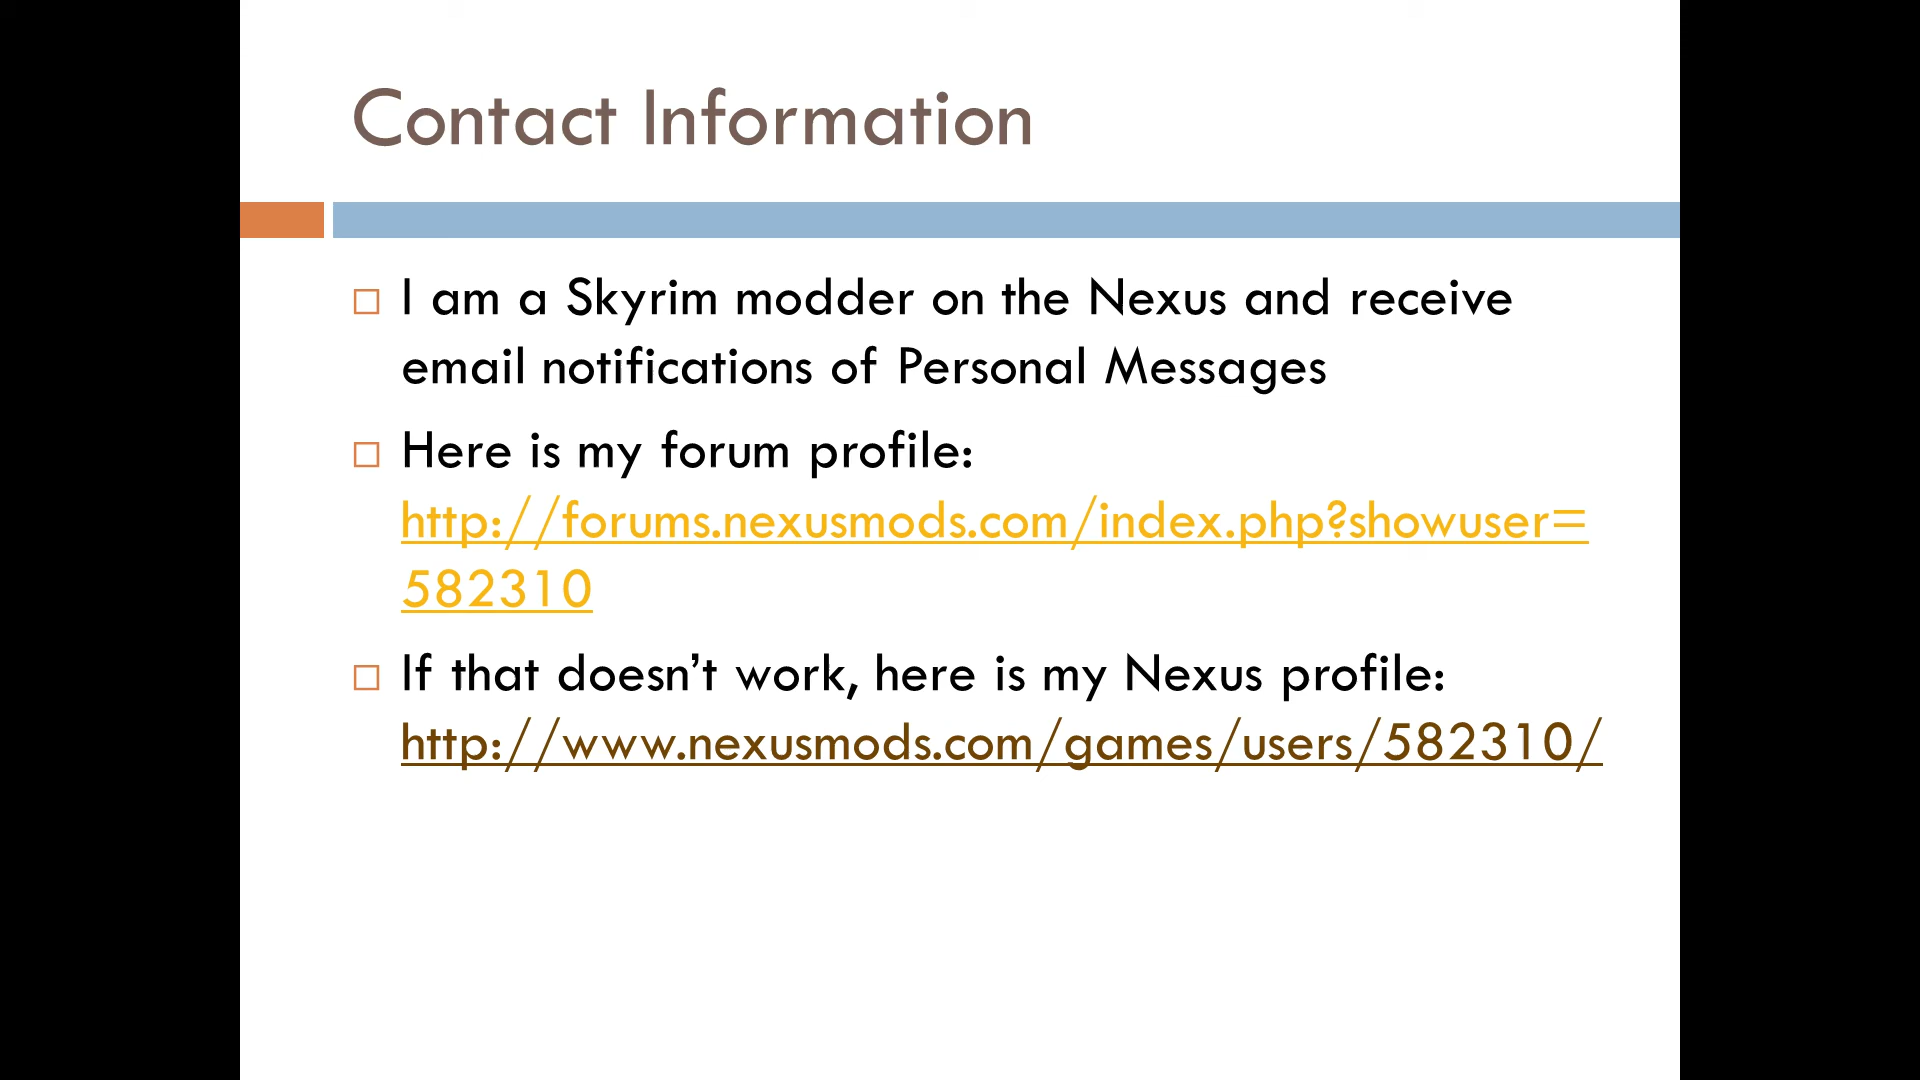 Contact Information
I am a Skyrim modder on the Nexus and receive
email notifications of Personal Messages
Here is my forum profile:
http://forums.nexusmods.com/index.php?showuser=
582310
If that doesn’t work, here is my Nexus profile:
http://www.nexusmods.com/games/users/582310/